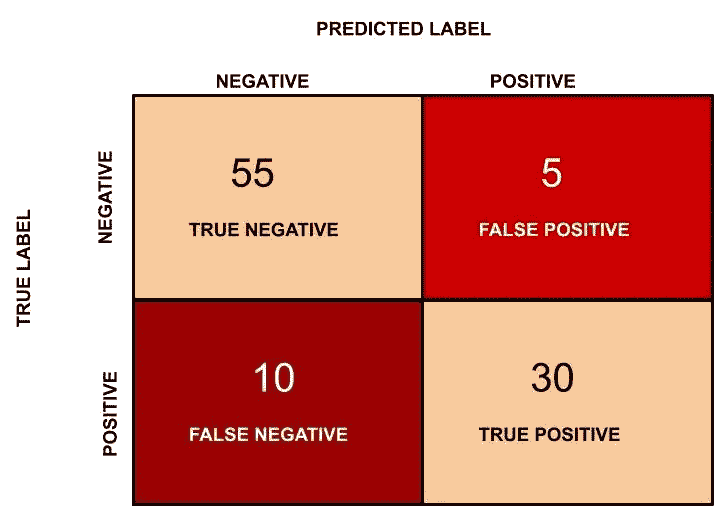 PREDICTED LABEL
NEGATIVE POSITIVE
TRUE LABEL
NEGATIVE
55 5
TRUE NEGATIVE FALSE POSITIVE
POSITIVE
10 30
FALSE NEGATIVE TRUE POSITIVE